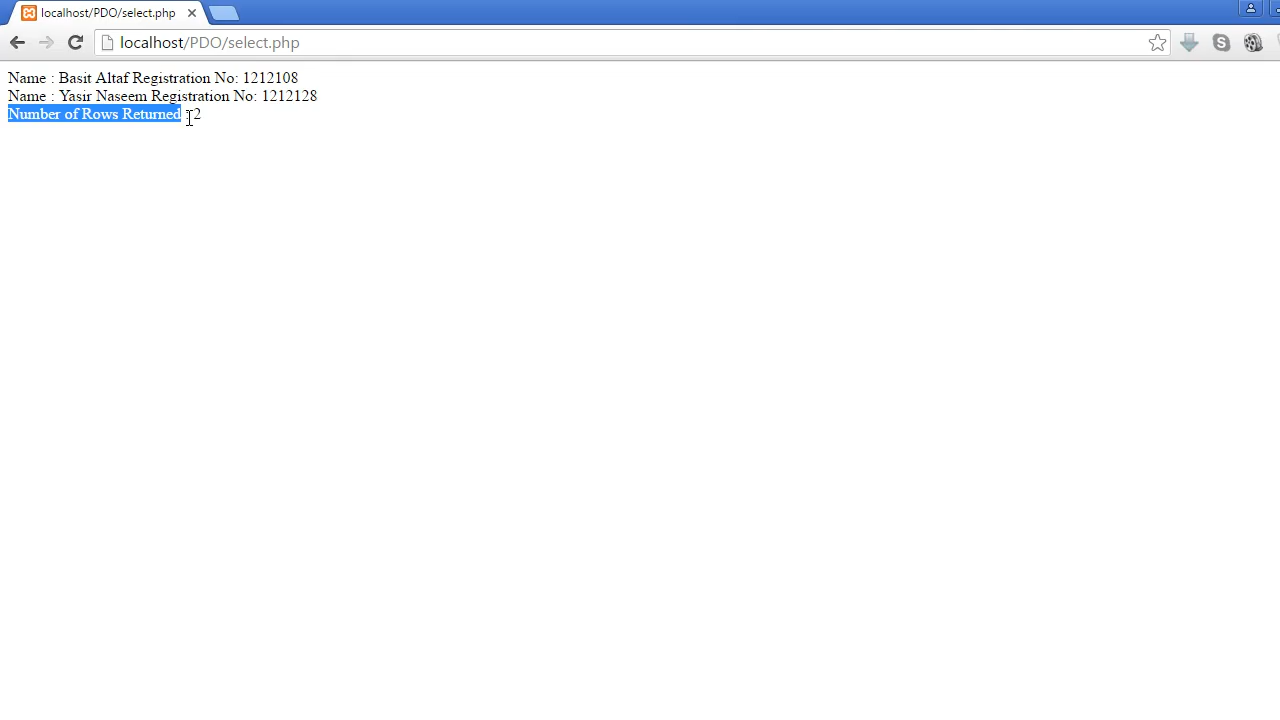 localhost/PDO/select.php
localhost/PDO/select.php
Name : Basit Altaf Registration No: 1212108
Name : Yasir Naseem Registration No: 1212128
Number of Rows Returned : 2